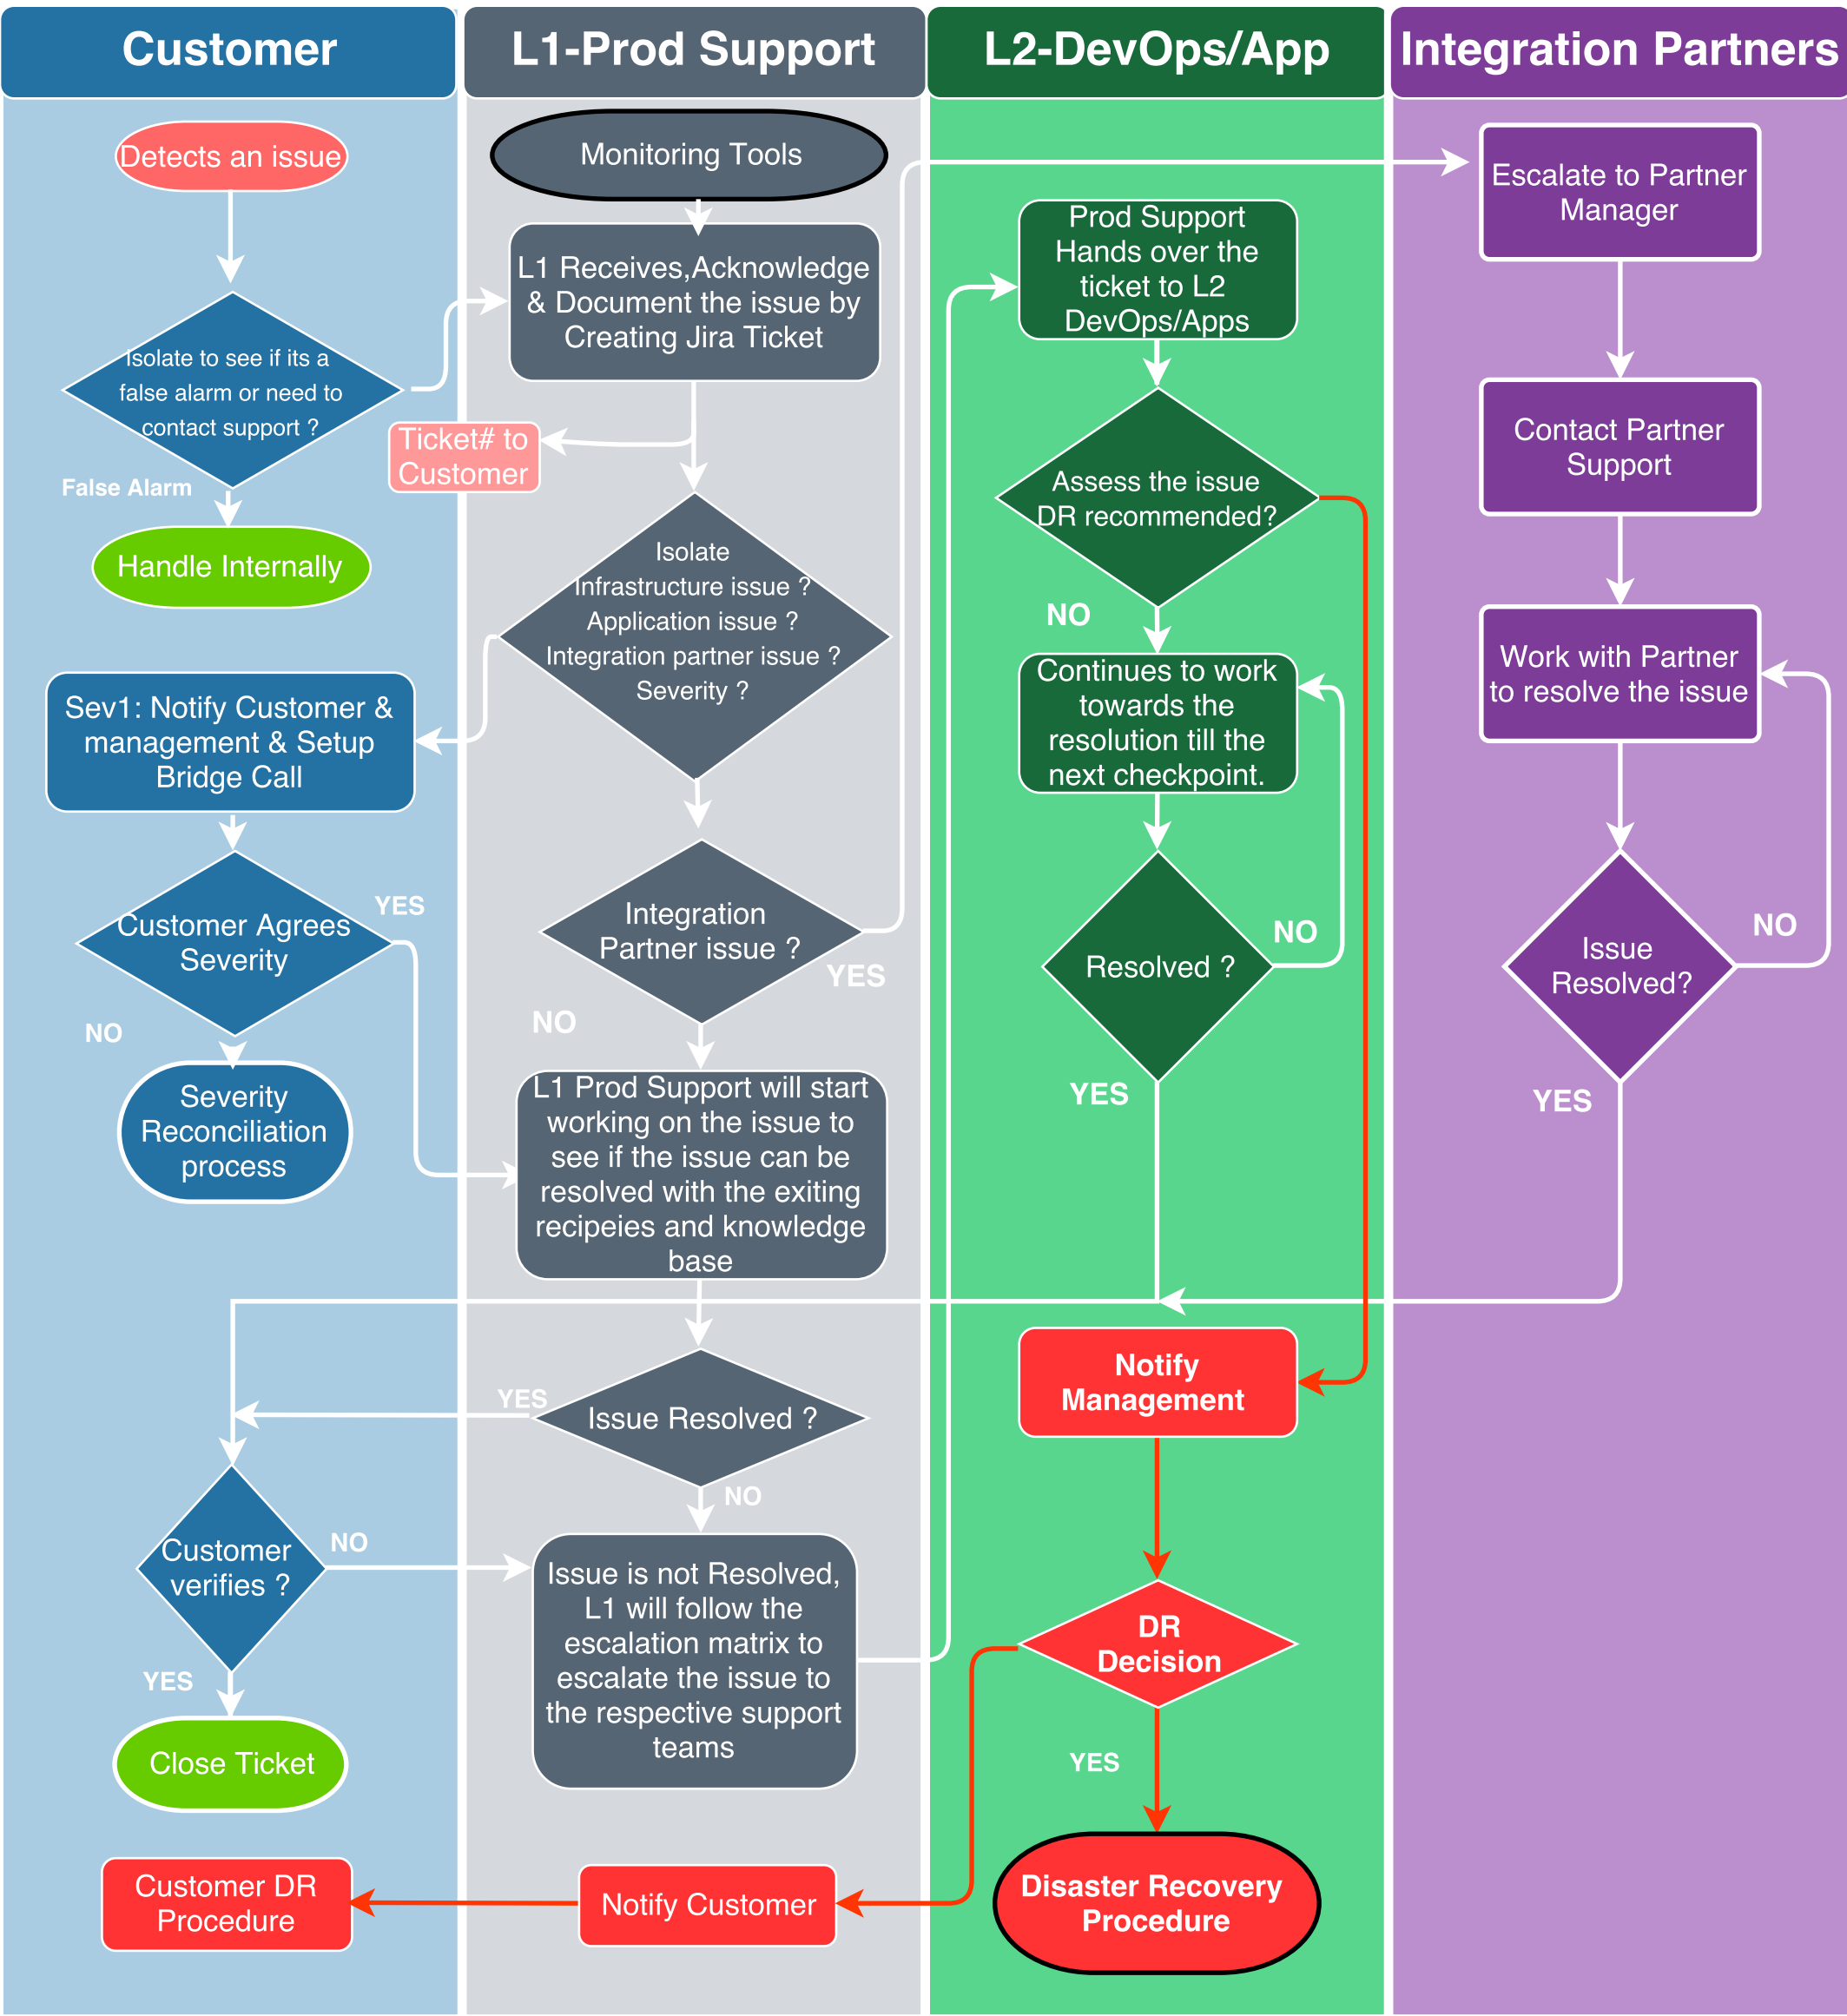 Customer
L1-Prod Support
L2-DevOps/App
Integration Partners
Detects an issue
Isolate to see if its a
false alarm or need to
contact support ?
False Alarm
Handle Internally
Sev1: Notify Customer &
management & Setup
Bridge Call
Customer Agrees
Severity
YES
NO
Severity
Reconciliation
process
Customer
verifies ?
NO
YES
Close Ticket
Customer DR
Procedure
Monitoring Tools
L1 Receives,Acknowledge
& Document the issue by
Creating Jira Ticket
Ticket# to
Customer
Isolate
Infrastructure issue ?
Application issue ?
Integration partner issue ?
Severity ?
Integration
Partner issue ?
YES
NO
L1 Prod Support will start
working on the issue to
see if the issue can be
resolved with the exiting
recipeies and knowledge
base
YES
Issue Resolved ?
NO
Issue is not Resolved,
L1 will follow the
escalation matrix to
escalate the issue to
the respective support
teams
Notify Customer
Prod Support
Hands over the
ticket to L2
DevOps/Apps
Assess the issue
DR recommended?
NO
Continues to work
towards the
resolution till the
next checkpoint.
Resolved ?
NO
YES
Notify
Management
DR
Decision
YES
Disaster Recovery
Procedure
Escalate to Partner
Manager
Contact Partner
Support
Work with Partner
to resolve the issue
Issue
Resolved?
NO
YES